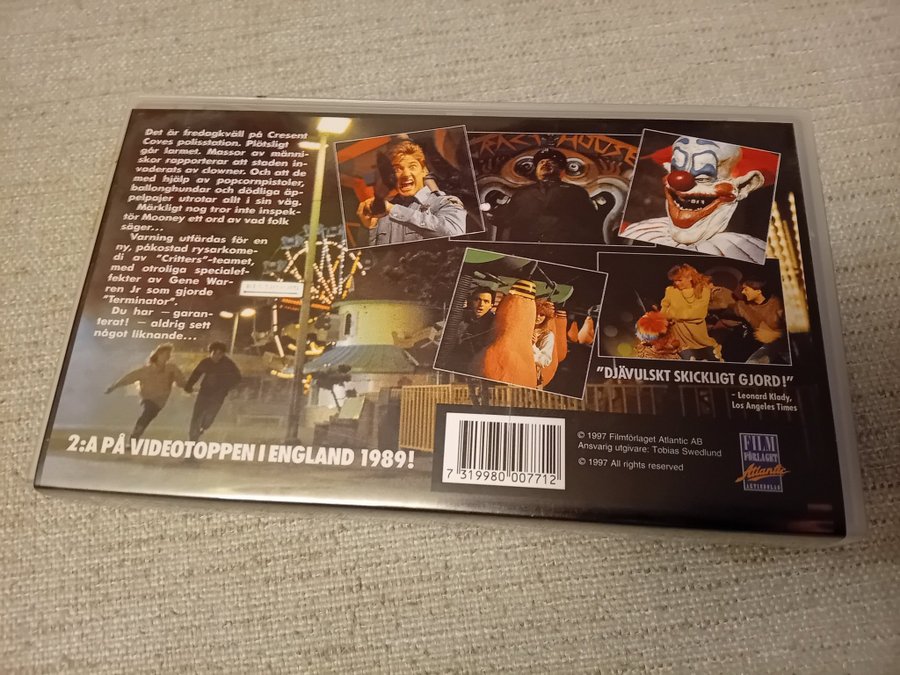 Det är fredagkväll på Cresent
Coves polisstation. Plötsligt
går larmet. Massor av männi-
skor rapporterar att staden in-
vaderats av clowner. Och att de
med hjälp av popcornpistoler,
ballonghundar och dödliga äp-
pelpojer utrotar allt i sin väg.
Märkligt nog tror inte inspek-
tör Mooney ett ord av vad folk
säger...
Varning utfärdas för en
ny, påkostad rysarkome-
di av "Critters"-teamet,
med otroliga specialef-
fekter av Gene War-
ren Jr som gjorde
"Terminator".
Du har – garan-
terat! – aldrig sett
något liknande...
RACY HOUSE
"DJÄVULSKT SKICKLIGT GJORD!"
- Leonard Klady,
Los Angeles Times
2:A PÅ VIDEOTOPPEN I ENGLAND 1989!
7 319980 007712
© 1997 Filmförlaget Atlantic AB
Ansvarig utgivare: Tobias Swedlund
© 1997 All rights reserved
FILM
FÖRLAGET
Atlantic
AKTIEBOLAG